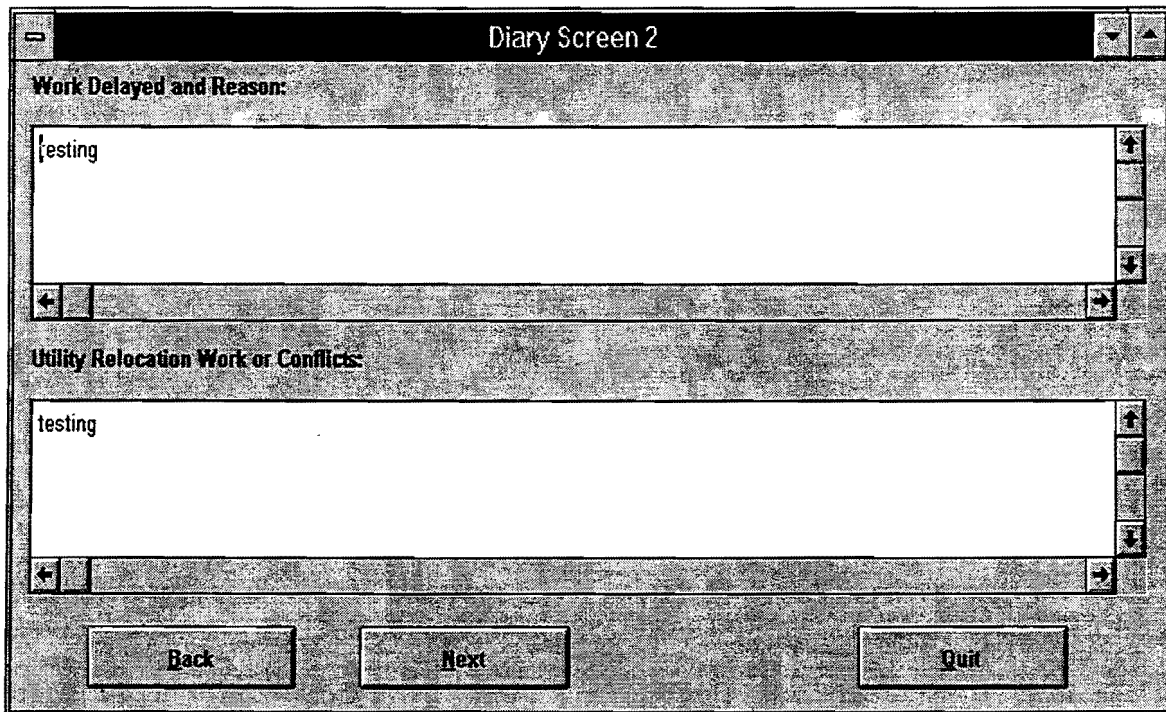 Diary Screen 2
Work Delayed and Reason:
testing
Utility Relocation Work or Conflicts:
testing
Back Next Quit